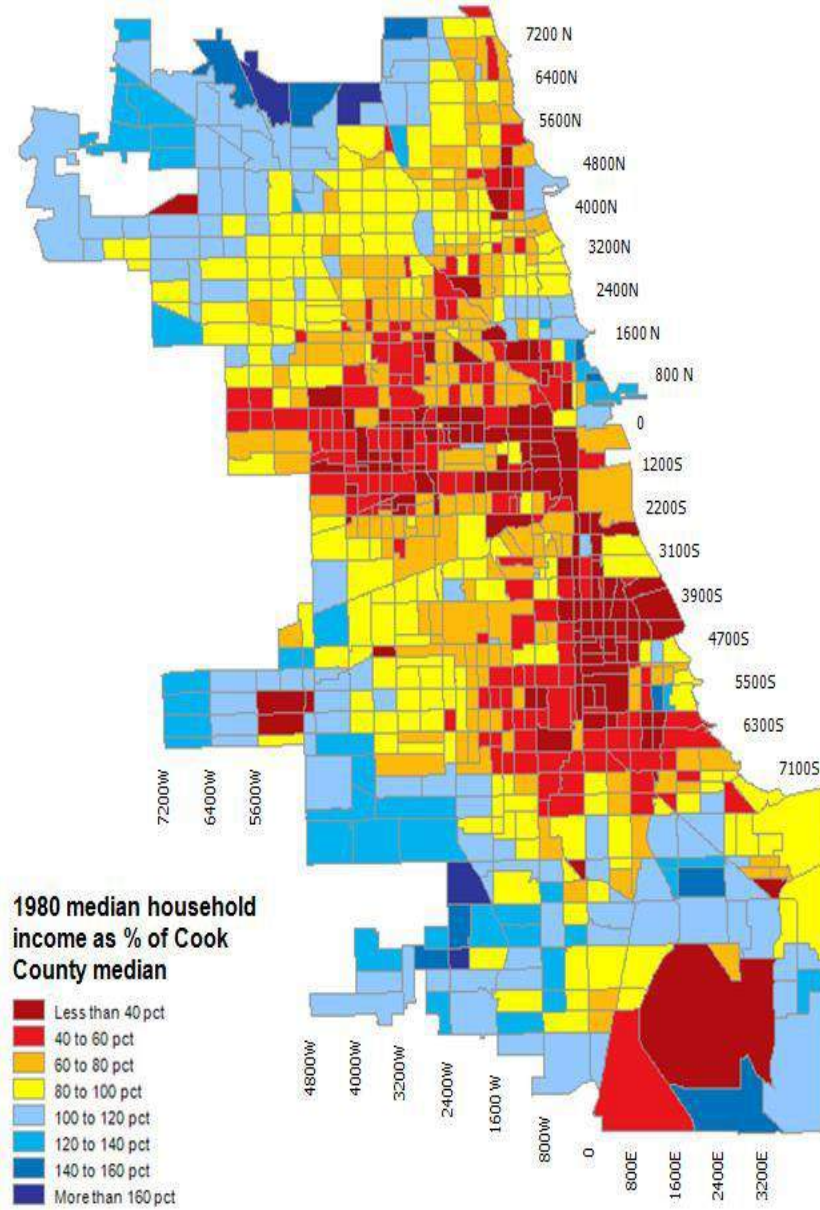 7200 N
6400N
5600N
4800N
4000N
3200N
2400N
1600 N
800 N
0
1200S
2200S
3100S
3900S
4700S
5500S
6300S
7100S
7200W
6400W
5600W
1980 median household
income as % of Cook
County median
Less than 40 pct
40 to 60 pct
60 to 80 pct
80 to 100 pct
100 to 120 pct
120 to 140 pct
140 to 160 pct
More than 160 pct
4800W
4000W
3200W
2400W
1600 W
800W
0
800E
1600E
2400E
3200E